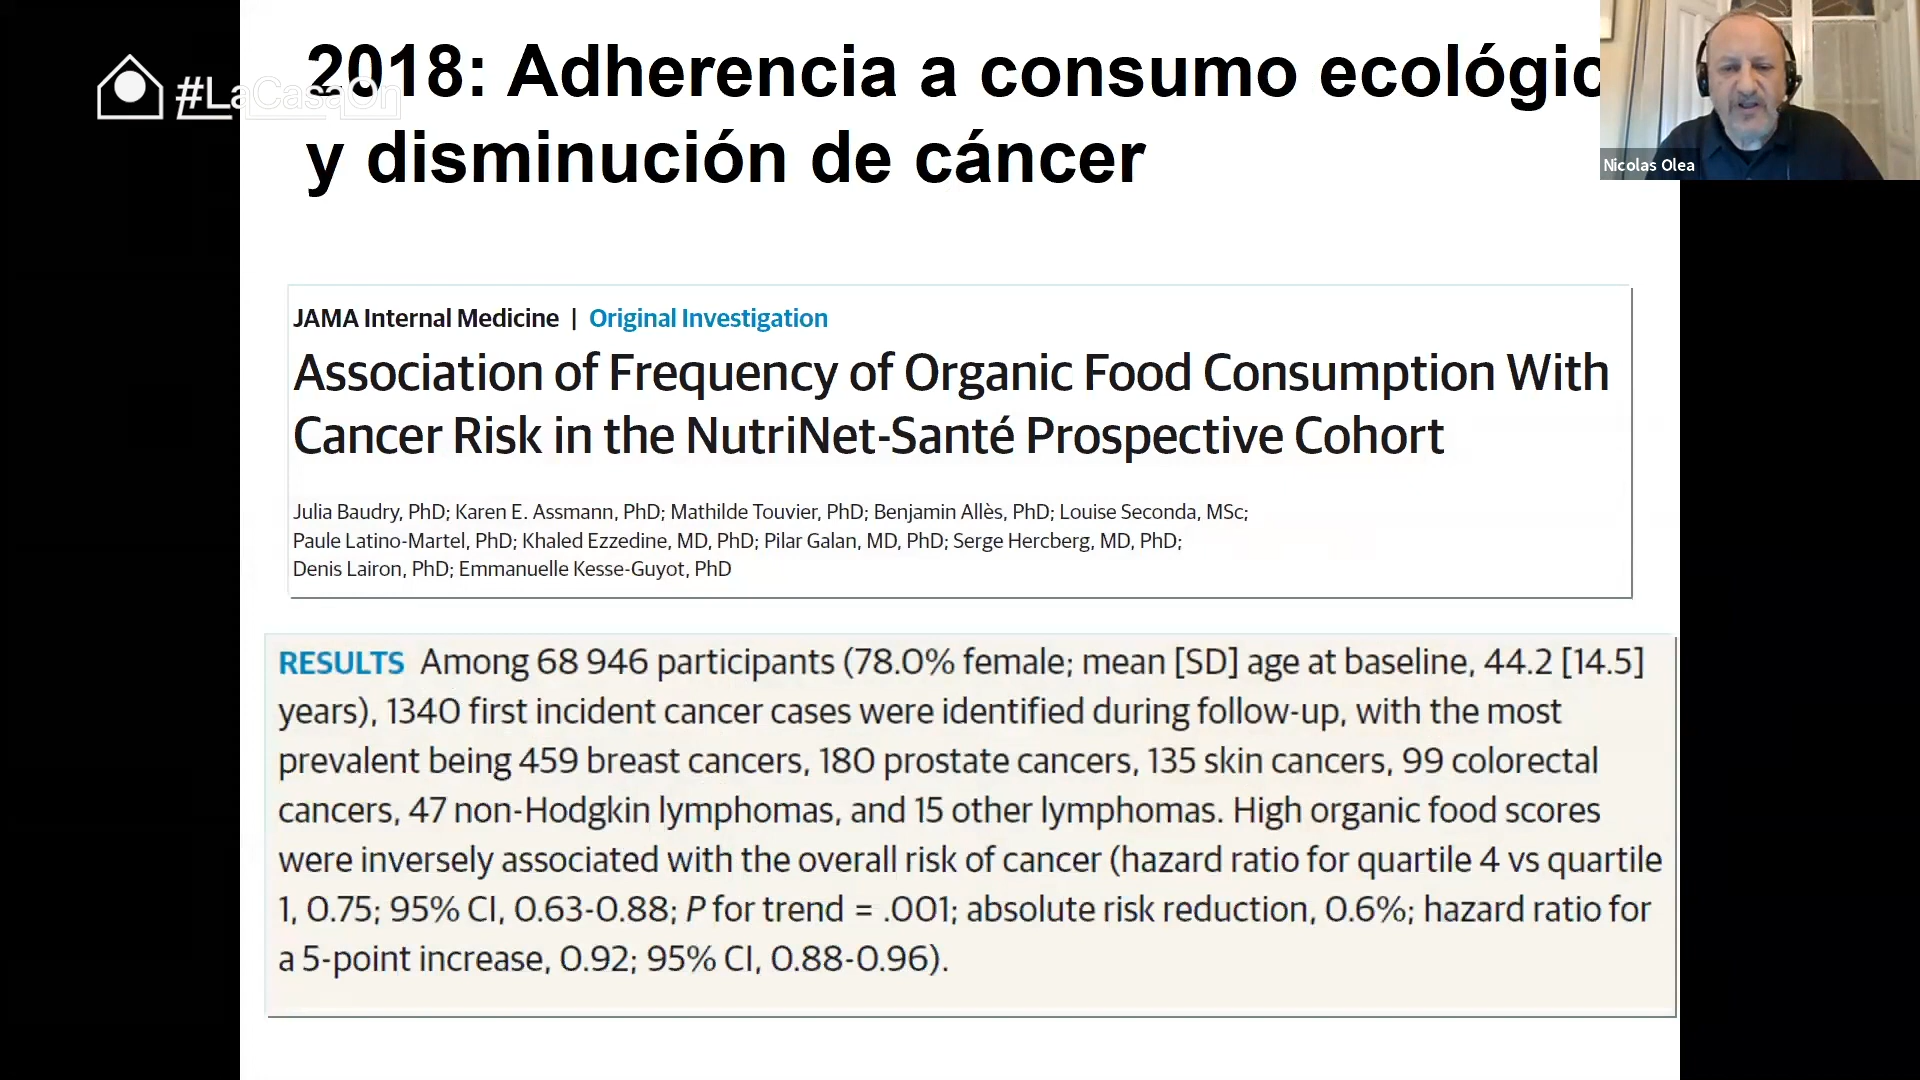 2018: Adherencia a consumo ecológic
y disminución de cáncer
#LaCasaOn
Nicolas Olea
JAMA Internal Medicine | Original Investigation
Association of Frequency of Organic Food Consumption With
Cancer Risk in the NutriNet-Santé Prospective Cohort
Julia Baudry, PhD; Karen E. Assmann, PhD; Mathilde Touvier, PhD; Benjamin Allès, PhD; Louise Seconda, MSc;
Paule Latino-Martel, PhD; Khaled Ezzedine, MD, PhD; Pilar Galan, MD, PhD; Serge Hercberg, MD, PhD;
Denis Lairon, PhD; Emmanuelle Kesse-Guyot, PhD
RESULTS Among 68 946 participants (78.0% female; mean [SD] age at baseline, 44.2 [14.5]
years), 1340 first incident cancer cases were identified during follow-up, with the most
prevalent being 459 breast cancers, 180 prostate cancers, 135 skin cancers, 99 colorectal
cancers, 47 non-Hodgkin lymphomas, and 15 other lymphomas. High organic food scores
were inversely associated with the overall risk of cancer (hazard ratio for quartile 4 vs quartile
1, 0.75; 95% CI, 0.63-0.88; P for trend = .001; absolute risk reduction, 0.6%; hazard ratio for
a 5-point increase, 0.92; 95% CI, 0.88-0.96).